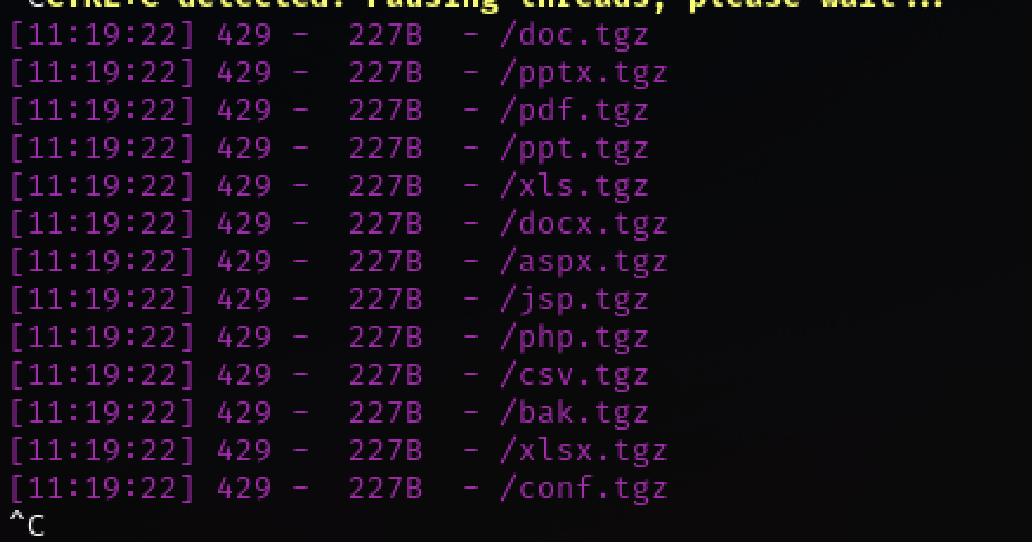 CCTRL+C detected: Pausing threads, please wait...
[11:19:22] 429 -   227B  - /doc.tgz
[11:19:22] 429 -   227B  - /pptx.tgz
[11:19:22] 429 -   227B  - /pdf.tgz
[11:19:22] 429 -   227B  - /ppt.tgz
[11:19:22] 429 -   227B  - /xls.tgz
[11:19:22] 429 -   227B  - /docx.tgz
[11:19:22] 429 -   227B  - /aspx.tgz
[11:19:22] 429 -   227B  - /jsp.tgz
[11:19:22] 429 -   227B  - /php.tgz
[11:19:22] 429 -   227B  - /csv.tgz
[11:19:22] 429 -   227B  - /bak.tgz
[11:19:22] 429 -   227B  - /xlsx.tgz
[11:19:22] 429 -   227B  - /conf.tgz
^C